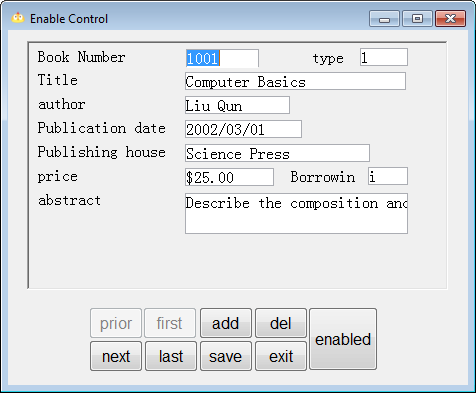 Enable Control
Book Number 1001 type 1
Title Computer Basics
author Liu Qun
Publication date 2002/03/01
Publishing house Science Press
price $25.00 Borrowin i
abstract Describe the composition and
prior first add del enabled
next last save exit